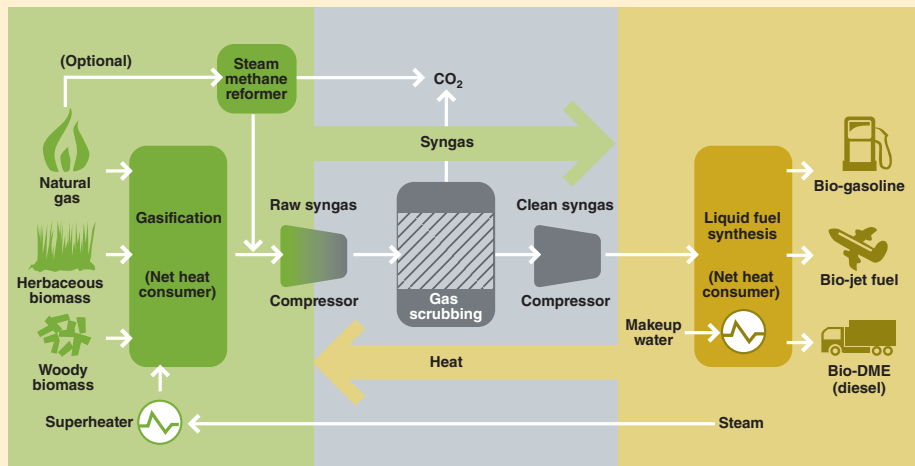 (Optional)
Steam
methane
reformer
CO₂
Syngas
Natural
gas
Gasification
(Net heat
consumer)
Raw syngas
Compressor
Gas
scrubbing
Clean syngas
Compressor
Liquid fuel
synthesis
(Net heat
consumer)
Bio-gasoline
Herbaceous
biomass
Bio-jet fuel
Makeup
water
Heat
Woody
biomass
Bio-DME
(diesel)
Superheater
Steam